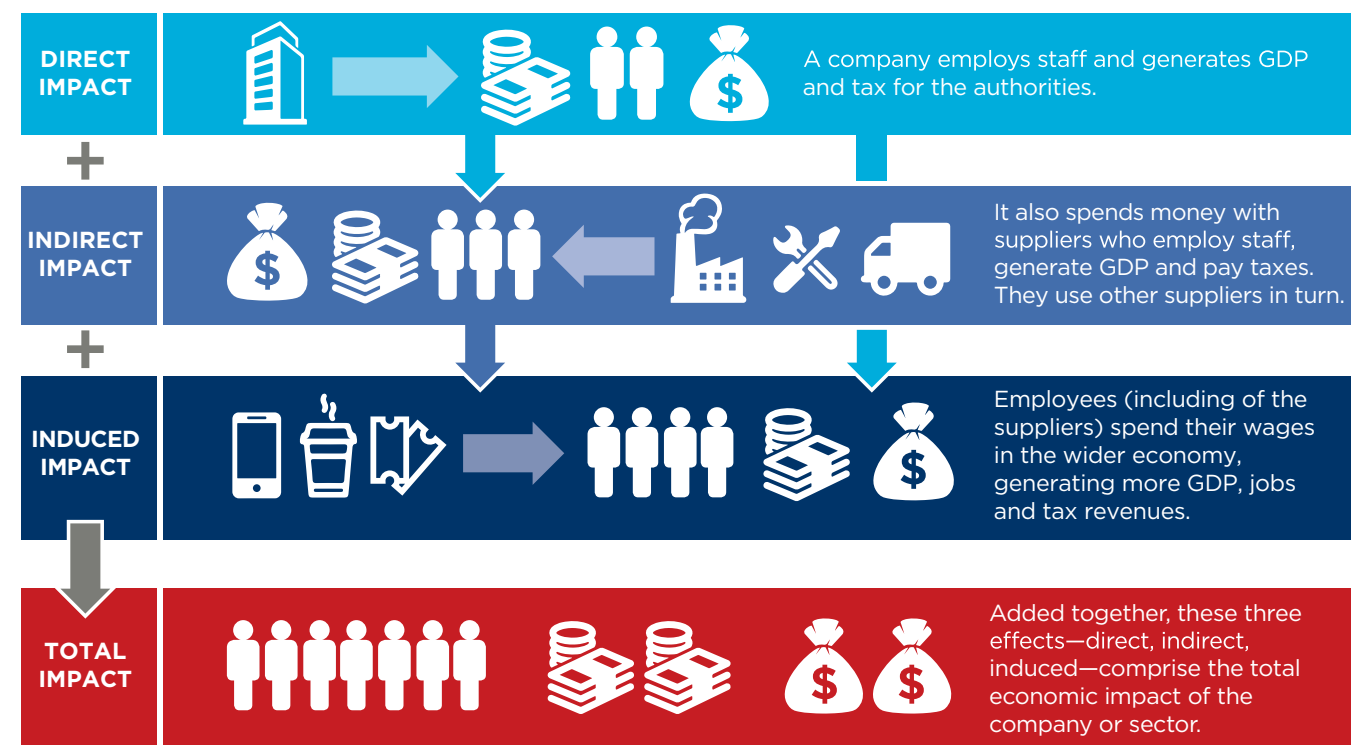 DIRECT
IMPACT
$
A company employs staff and generates GDP
and tax for the authorities.
+
INDIRECT
IMPACT
$
It also spends money with
suppliers who employ staff,
generate GDP and pay taxes.
They use other suppliers in turn.
+
INDUCED
IMPACT
$
Employees (including of the
suppliers) spend their wages
in the wider economy,
generating more GDP, jobs
and tax revenues.
TOTAL
IMPACT
$ $
Added together, these three
effects—direct, indirect,
induced—comprise the total
economic impact of the
company or sector.